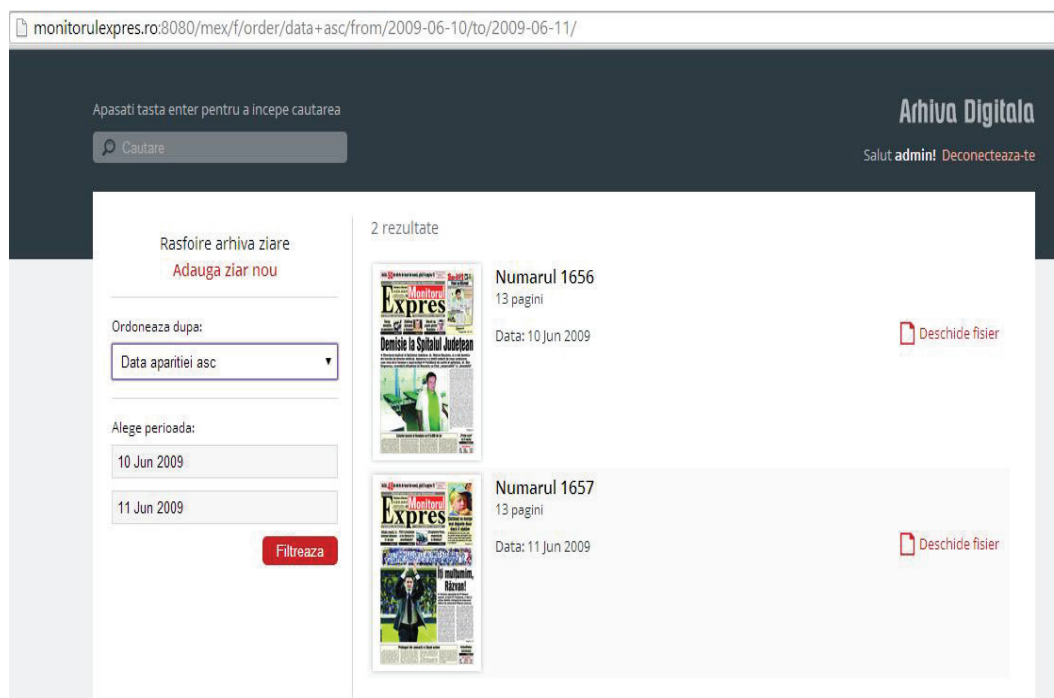 monitorulexpres.ro:8080/mex/f/order/data+asc/from/2009-06-10/to/2009-06-11/
Apasati tasta enter pentru a incepe cautarea
Cautare
Arhiva Digitala
Salut admin! Deconecteaza-te
Rasfoire arhiva ziare
Adauga ziar nou
Ordoneaza dupa:
Data aparitiei asc
Alege perioada:
10 Jun 2009
11 Jun 2009
Filtreaza
2 rezultate
Monitorul
Expres
Demisie la Spitalul Județean
Numarul 1656
13 pagini
Data: 10 Jun 2009
Deschide fisier
Monitorul
Expres
Îți mulțumim,
Răzvan!
Numarul 1657
13 pagini
Data: 11 Jun 2009
Deschide fisier